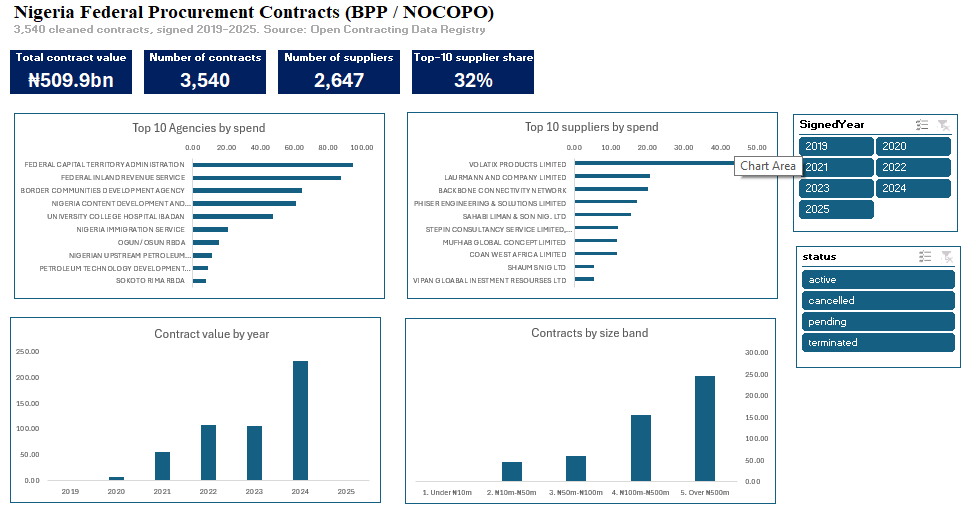 Nigeria Federal Procurement Contracts (BPP / NOCOPO)
3,540 cleaned contracts, signed 2019–2025. Source: Open Contracting Data Registry
Total contract value
₦509.9bn
Number of contracts
3,540
Number of suppliers
2,647
Top-10 supplier share
32%
Top 10 Agencies by spend
0.00 20.00 40.00 60.00 80.00 100.00
FEDERAL CAPITAL TERRITORY ADMINISTRATION
FEDERAL INLAND REVENUE SERVICE
BORDER COMMUNITIES DEVELOPMENT AGENCY
NIGERIA CONTENT DEVELOPMENT AND...
UNIVERSITY COLLEGE HOSPITAL IBADAN
NIGERIA IMMIGRATION SERVICE
OGUN/ OSUN RBDA
NIGERIAN UPSTREAM PETROLEUM...
PETROLEUM TECHNOLOGY DEVELOPMENT...
SOKOTO RIMA RBDA
Top 10 suppliers by spend
0.00 10.00 20.00 30.00 40.00 50.00
VOLATIX PRODUCTS LIMITED
LAURMANN AND COMPANY LIMITED
BACKBONE CONNECTIVITY NETWORK
PHISER ENGINEERING & SOLUTIONS LIMITED
SAHABI LIMAN & SON NIG. LTD
STEP IN CONSULTANCY SERVICE LIMITED,...
MUFHAB GLOBAL CONCEPT LIMITED
COAN WEST AFRICA LIMITED
SHAUMS NIG LTD
VIPAN GLOABAL INESTMENT RESOURSES LTD
Chart Area
SignedYear
2019 2020
2021 2022
2023 2024
2025
status
active
cancelled
pending
terminated
Contract value by year
250.00
200.00
150.00
100.00
50.00
0.00
2019 2020 2021 2022 2023 2024 2025
Contracts by size band
300.00
250.00
200.00
150.00
100.00
50.00
0.00
1. Under ₦10m 2. ₦10m-₦50m 3. ₦50m-₦100m 4. ₦100m-₦500m 5. Over ₦500m